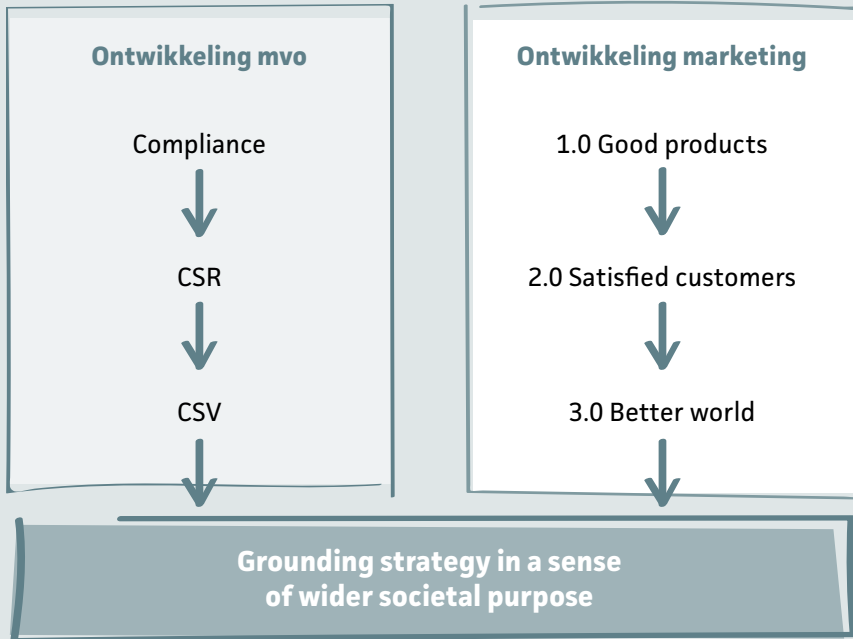 Ontwikkeling mvo
Compliance
CSR
CSV
Ontwikkeling marketing
1.0 Good products
2.0 Satisfied customers
3.0 Better world
Grounding strategy in a sense
of wider societal purpose